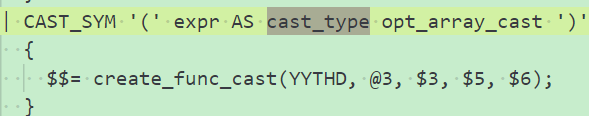 | CAST_SYM '(' expr AS cast_type opt_array_cast ')'
{
$$= create_func_cast(YYTHD, @3, $3, $5, $6);
}